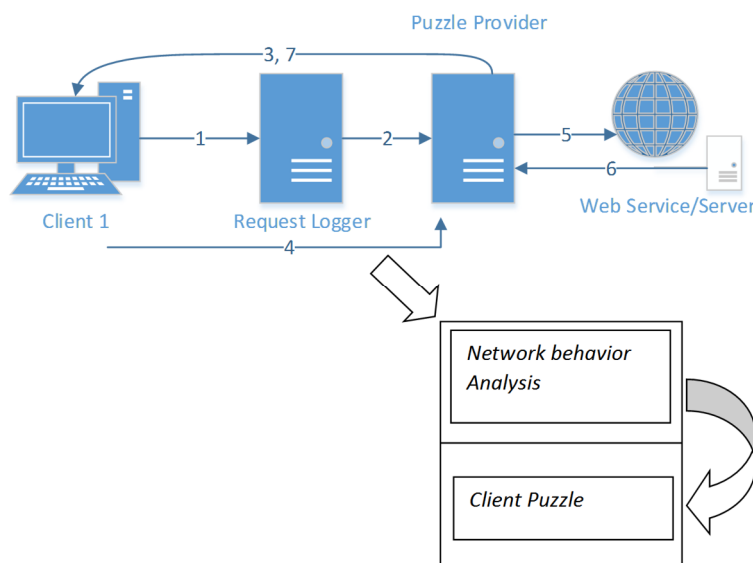 Puzzle Provider
3, 7
1
2
5
6
Client 1
Request Logger
Web Service/Server
4
Network behavior
Analysis
Client Puzzle